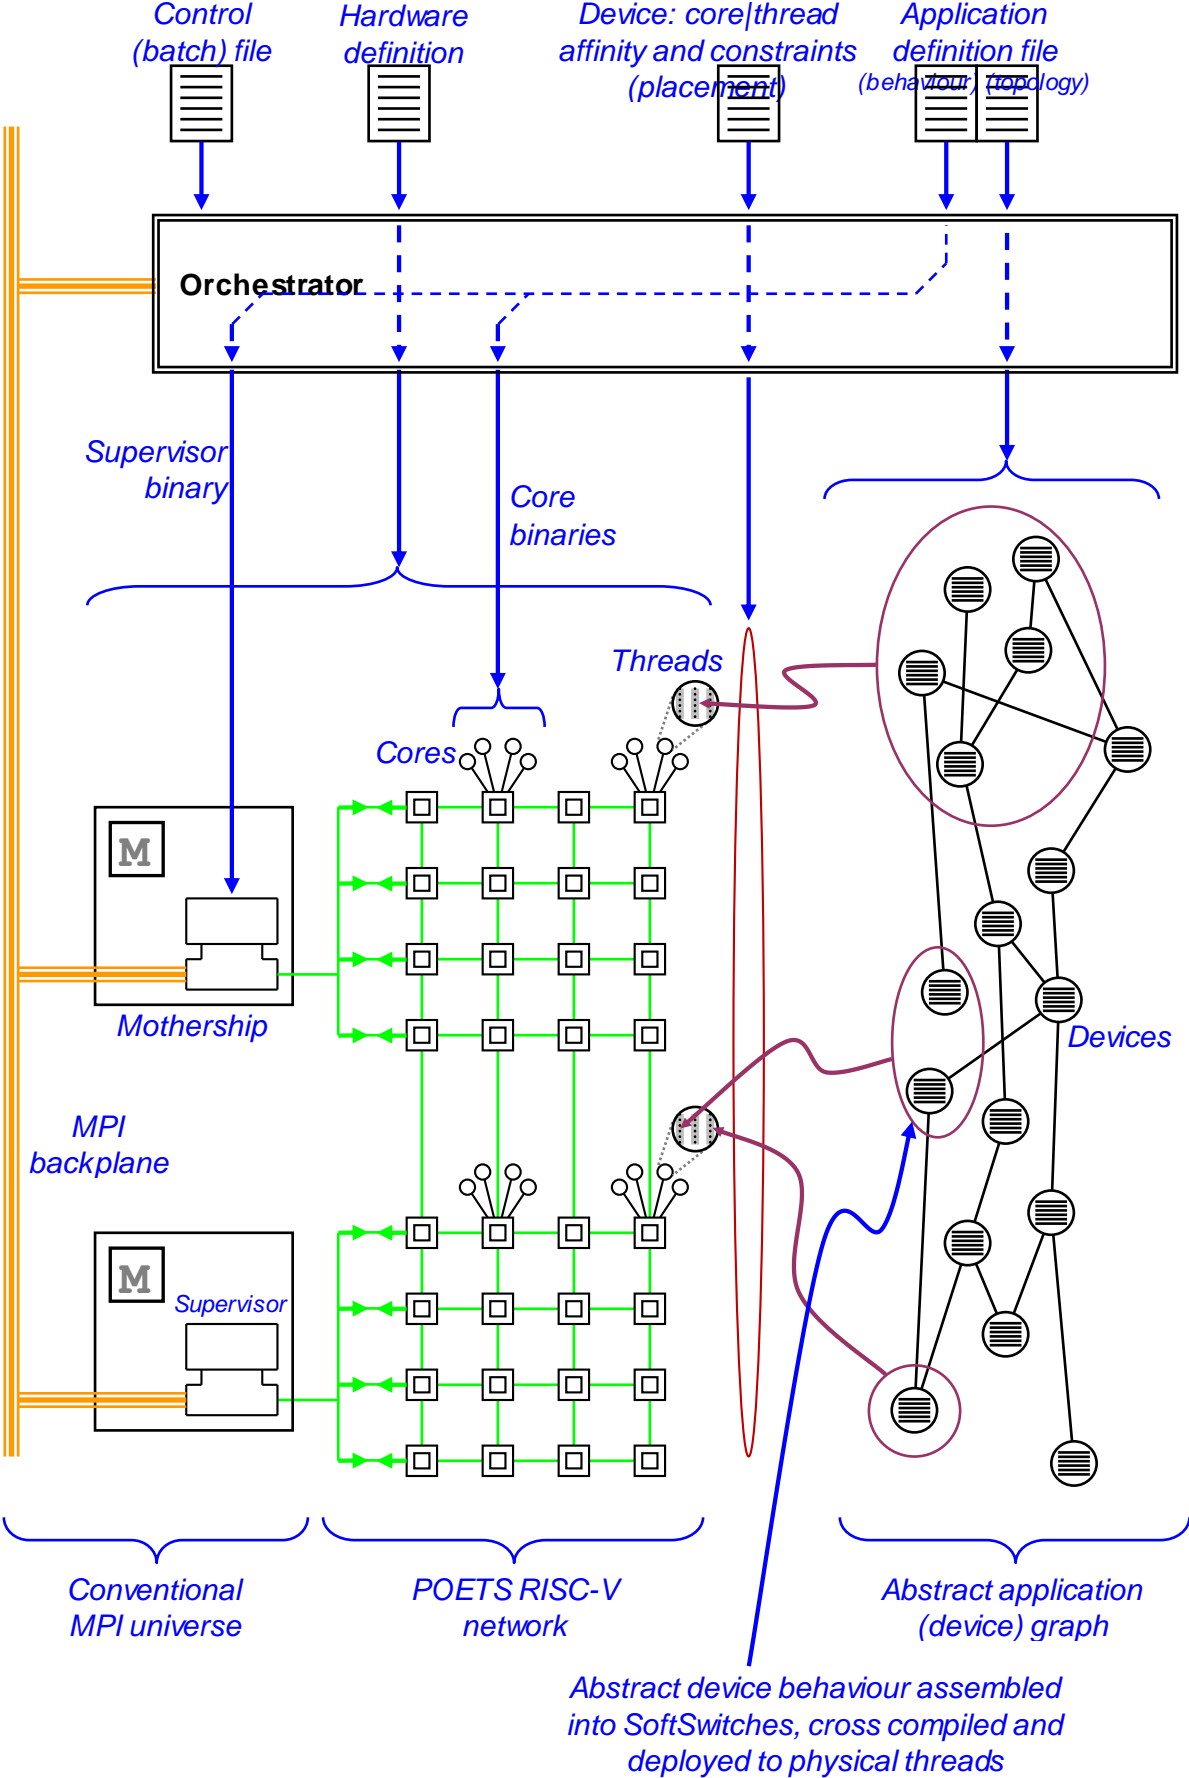 Control
(batch) file
Hardware
definition
Device: core|thread
affinity and constraints
(placement)
Application
definition file
(behaviour) (topology)
Orchestrator
Supervisor
binary
Core
binaries
Threads
Cores
M
Mothership
Devices
MPI
backplane
M
Supervisor
Conventional
MPI universe
POETS RISC-V
network
Abstract application
(device) graph
Abstract device behaviour assembled
into SoftSwitches, cross compiled and
deployed to physical threads